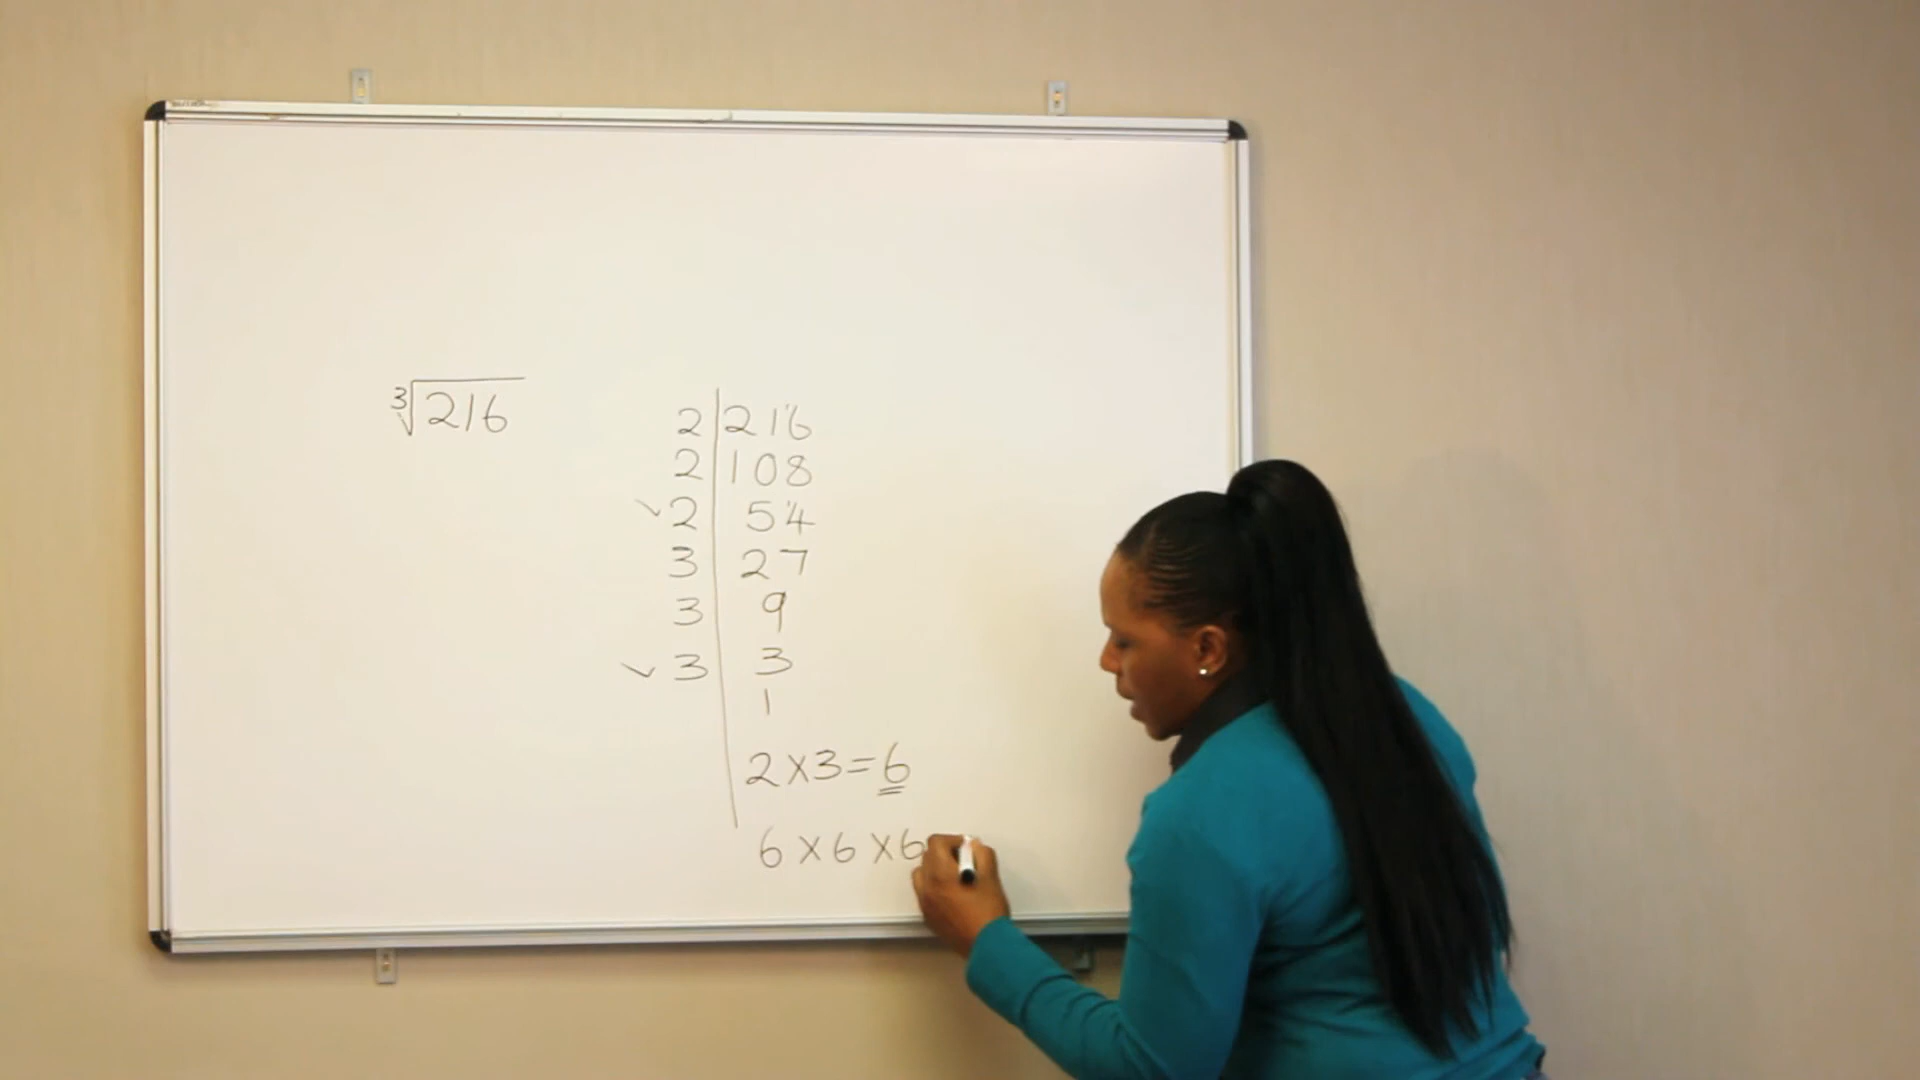 ³√216
2 | 216
2 | 108
✓ 2 | 54
3 | 27
3 | 9
✓ 3 | 3
1
2×3=6
6×6×6